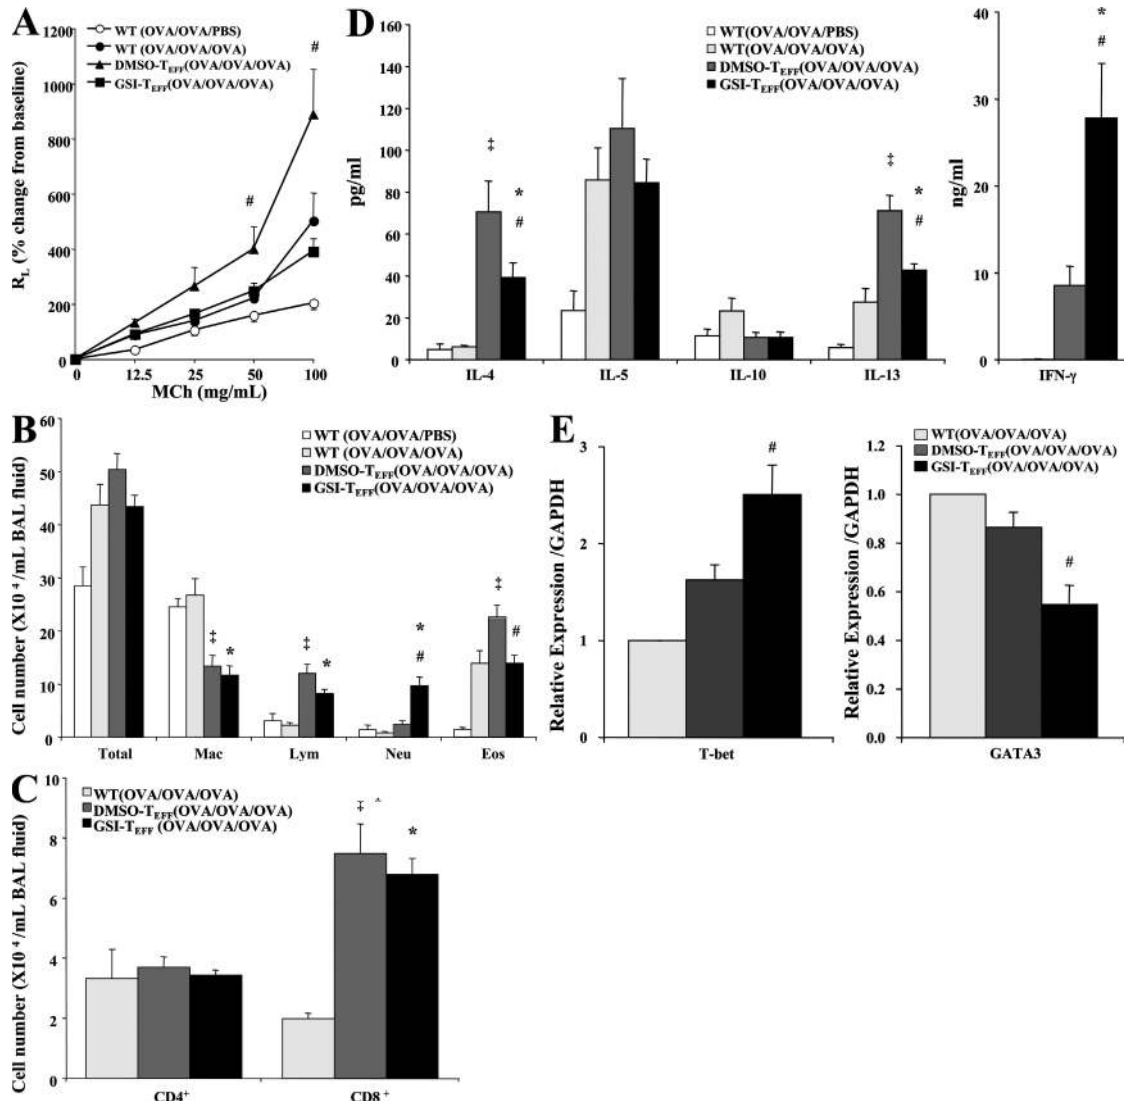 A
1200
1000
800
600
400
200
0
R_L (% change from baseline)
0 12.5 25 50 100
MCh (mg/mL)
WT (OVA/OVA/PBS)
WT (OVA/OVA/OVA)
DMSO-T_EFF(OVA/OVA/OVA)
GSI-T_EFF(OVA/OVA/OVA)
#
#
D
160
140
120
100
80
60
40
20
0
pg/ml
WT(OVA/OVA/PBS)
WT(OVA/OVA/OVA)
DMSO-T_EFF(OVA/OVA/OVA)
GSI-T_EFF(OVA/OVA/OVA)
‡
*
#
‡
*
#
IL-4 IL-5 IL-10 IL-13
40
30
20
10
0
ng/ml
*
#
IFN-γ
B
60
50
40
30
20
10
0
Cell number (X10⁴/mL BAL fluid)
WT (OVA/OVA/PBS)
WT (OVA/OVA/OVA)
DMSO-T_EFF(OVA/OVA/OVA)
GSI-T_EFF(OVA/OVA/OVA)
‡ *
‡ *
*
#
‡ #
Total Mac Lym Neu Eos
E
3
2
1
0
Relative Expression /GAPDH
#
T-bet
1.2
1.0
0.8
0.6
0.4
0.2
0.0
Relative Expression/GAPDH
WT(OVA/OVA/OVA)
DMSO-T_EFF(OVA/OVA/OVA)
GSI-T_EFF(OVA/OVA/OVA)
#
GATA3
C
10
8
6
4
2
0
Cell number (X10⁴/mL BAL fluid)
WT(OVA/OVA/OVA)
DMSO-T_EFF(OVA/OVA/OVA)
GSI-T_EFF (OVA/OVA/OVA)
‡
*
CD4⁺ CD8⁺